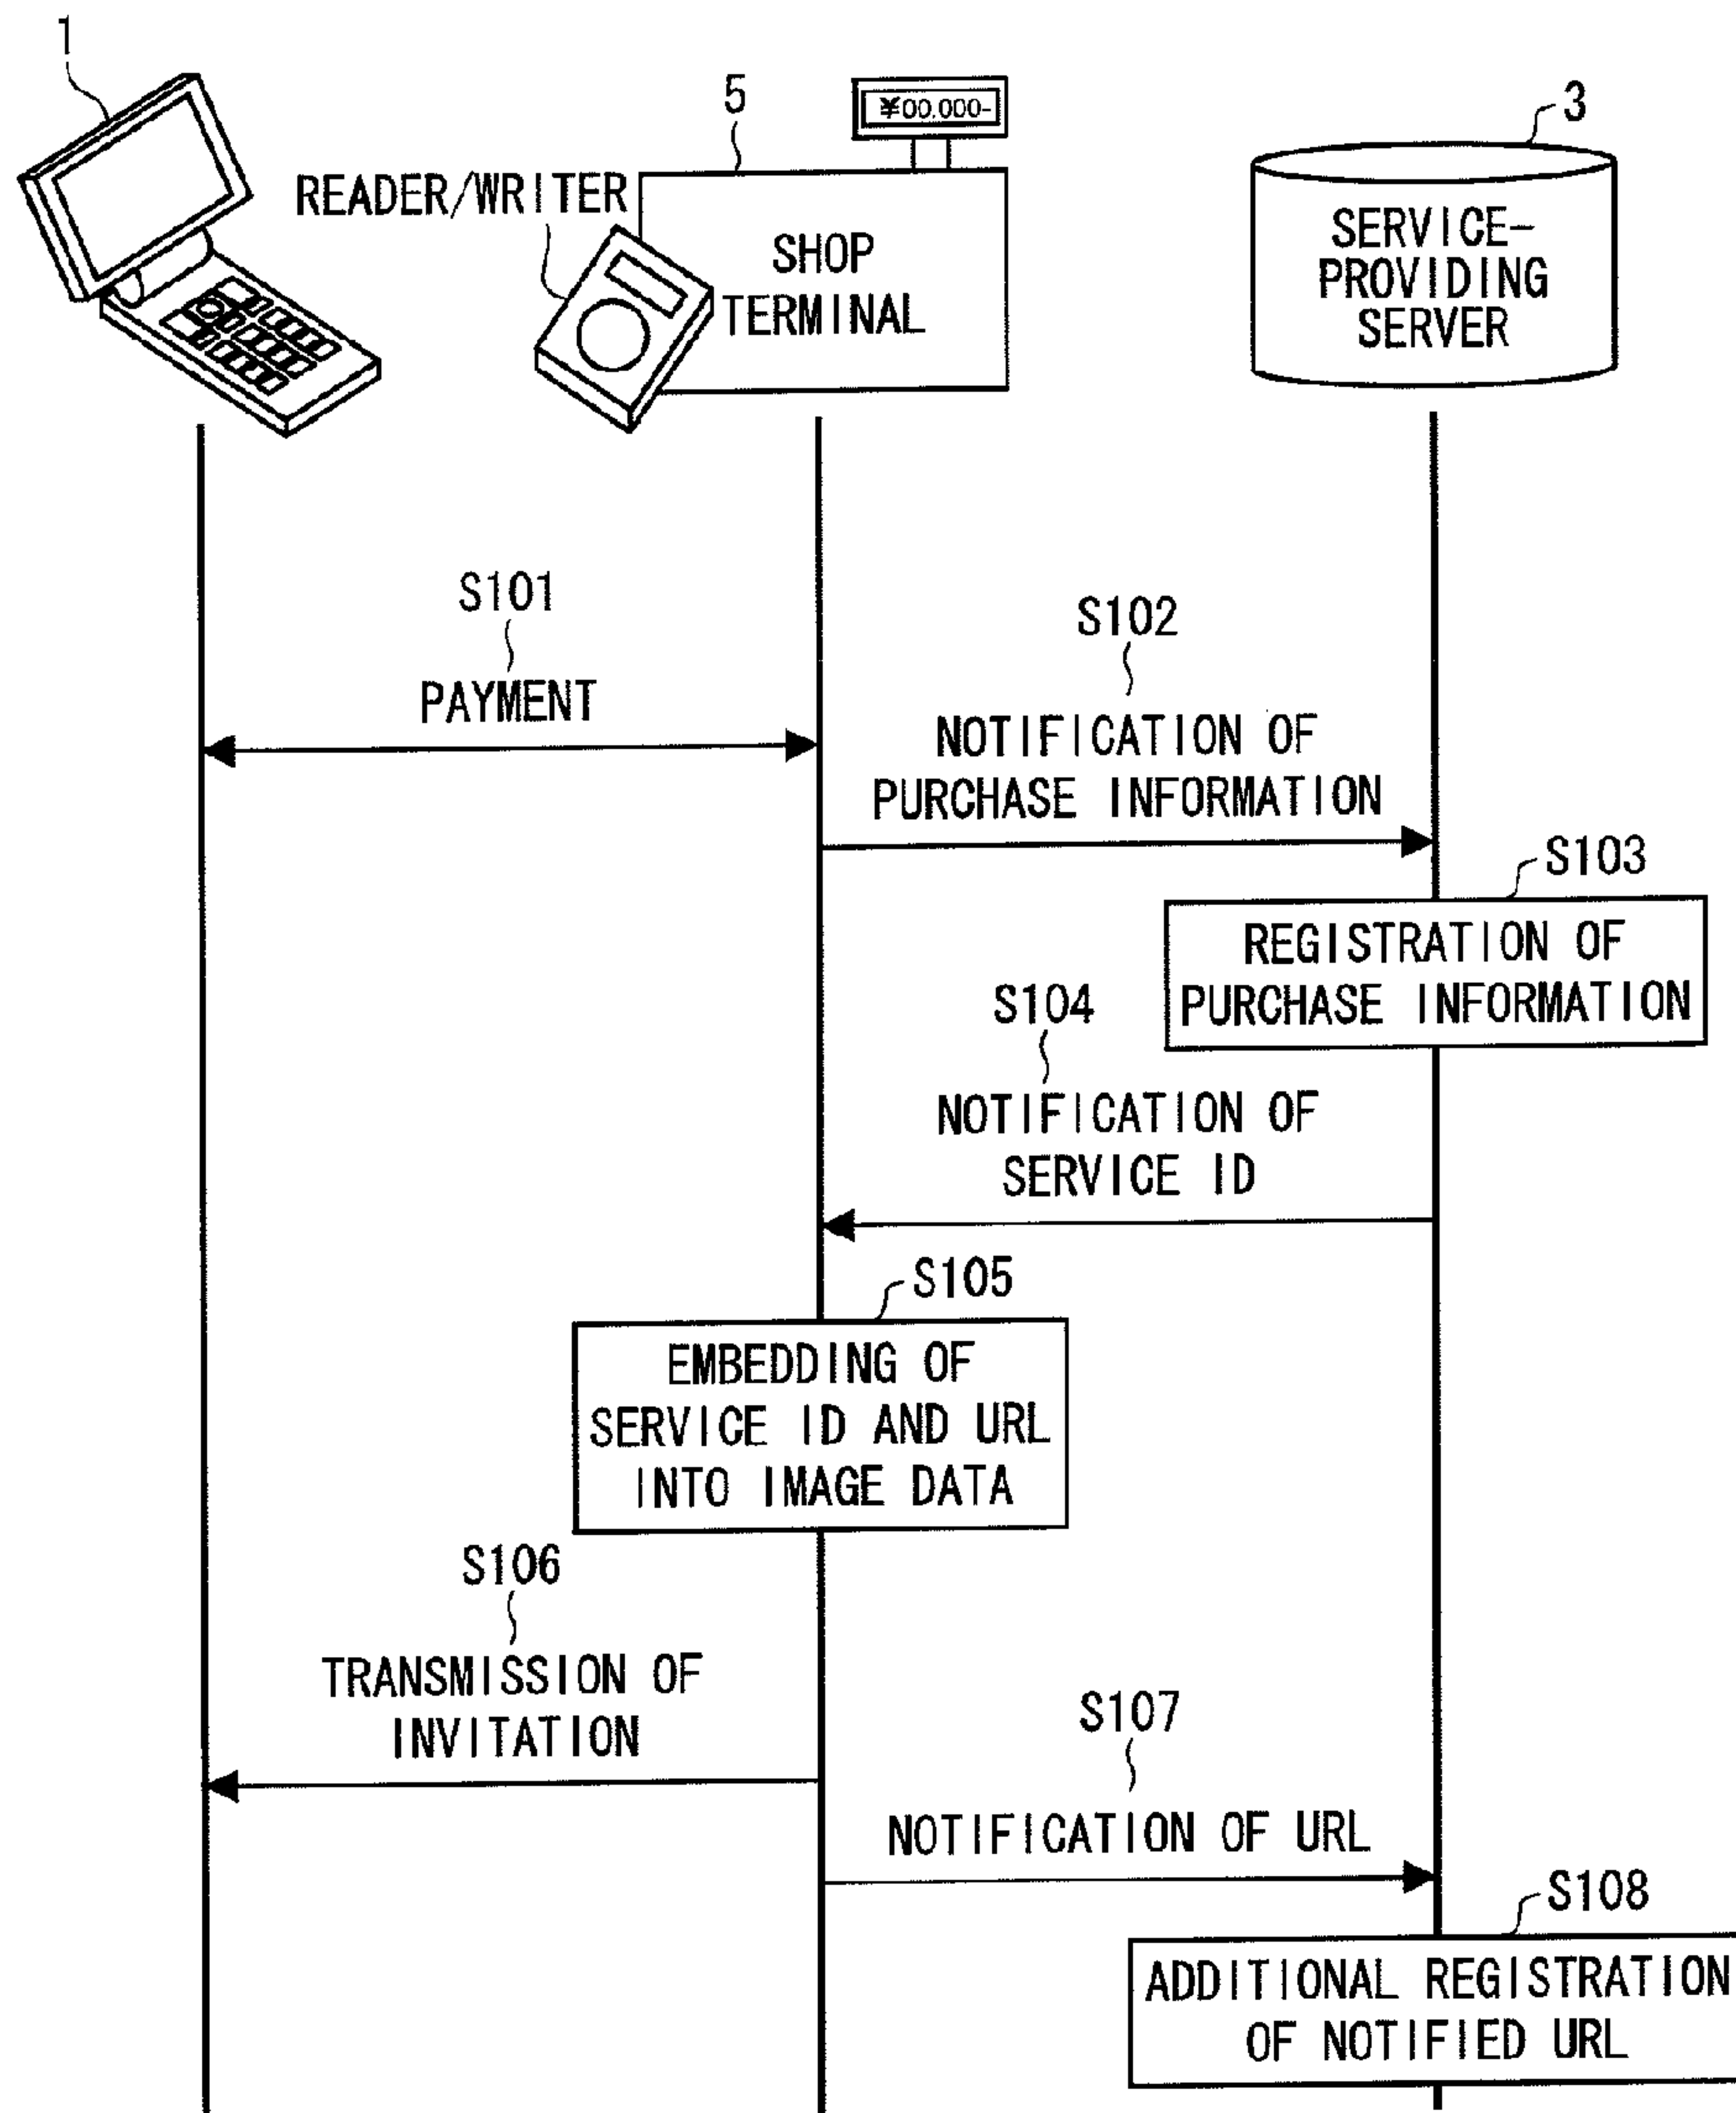 1
5
¥00,000-
3
READER/WRITER
SHOP
TERMINAL
SERVICE-
PROVIDING
SERVER
S101
PAYMENT
S102
NOTIFICATION OF
PURCHASE INFORMATION
S103
REGISTRATION OF
PURCHASE INFORMATION
S104
NOTIFICATION OF
SERVICE ID
S105
EMBEDDING OF
SERVICE ID AND URL
INTO IMAGE DATA
S106
TRANSMISSION OF
INVITATION
S107
NOTIFICATION OF URL
S108
ADDITIONAL REGISTRATION
OF NOTIFIED URL